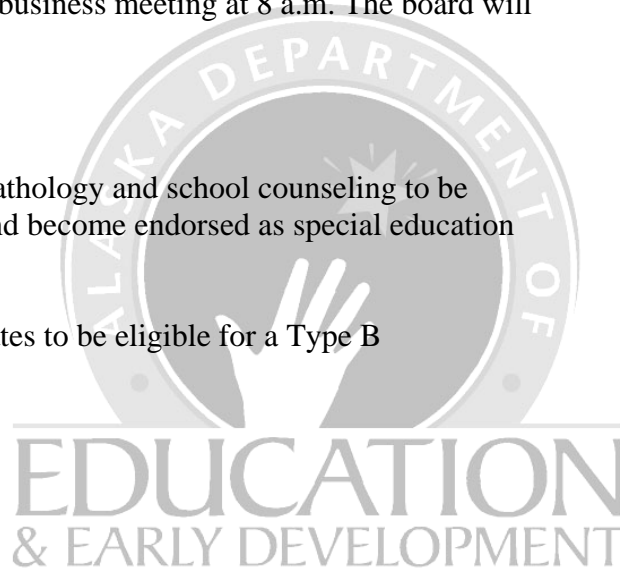 business meeting at 8 a.m. The board will
athology and school counseling to be
nd become endorsed as special education
tes to be eligible for a Type B
ALASKA DEPARTMENT OF
EDUCATION
& EARLY DEVELOPMENT